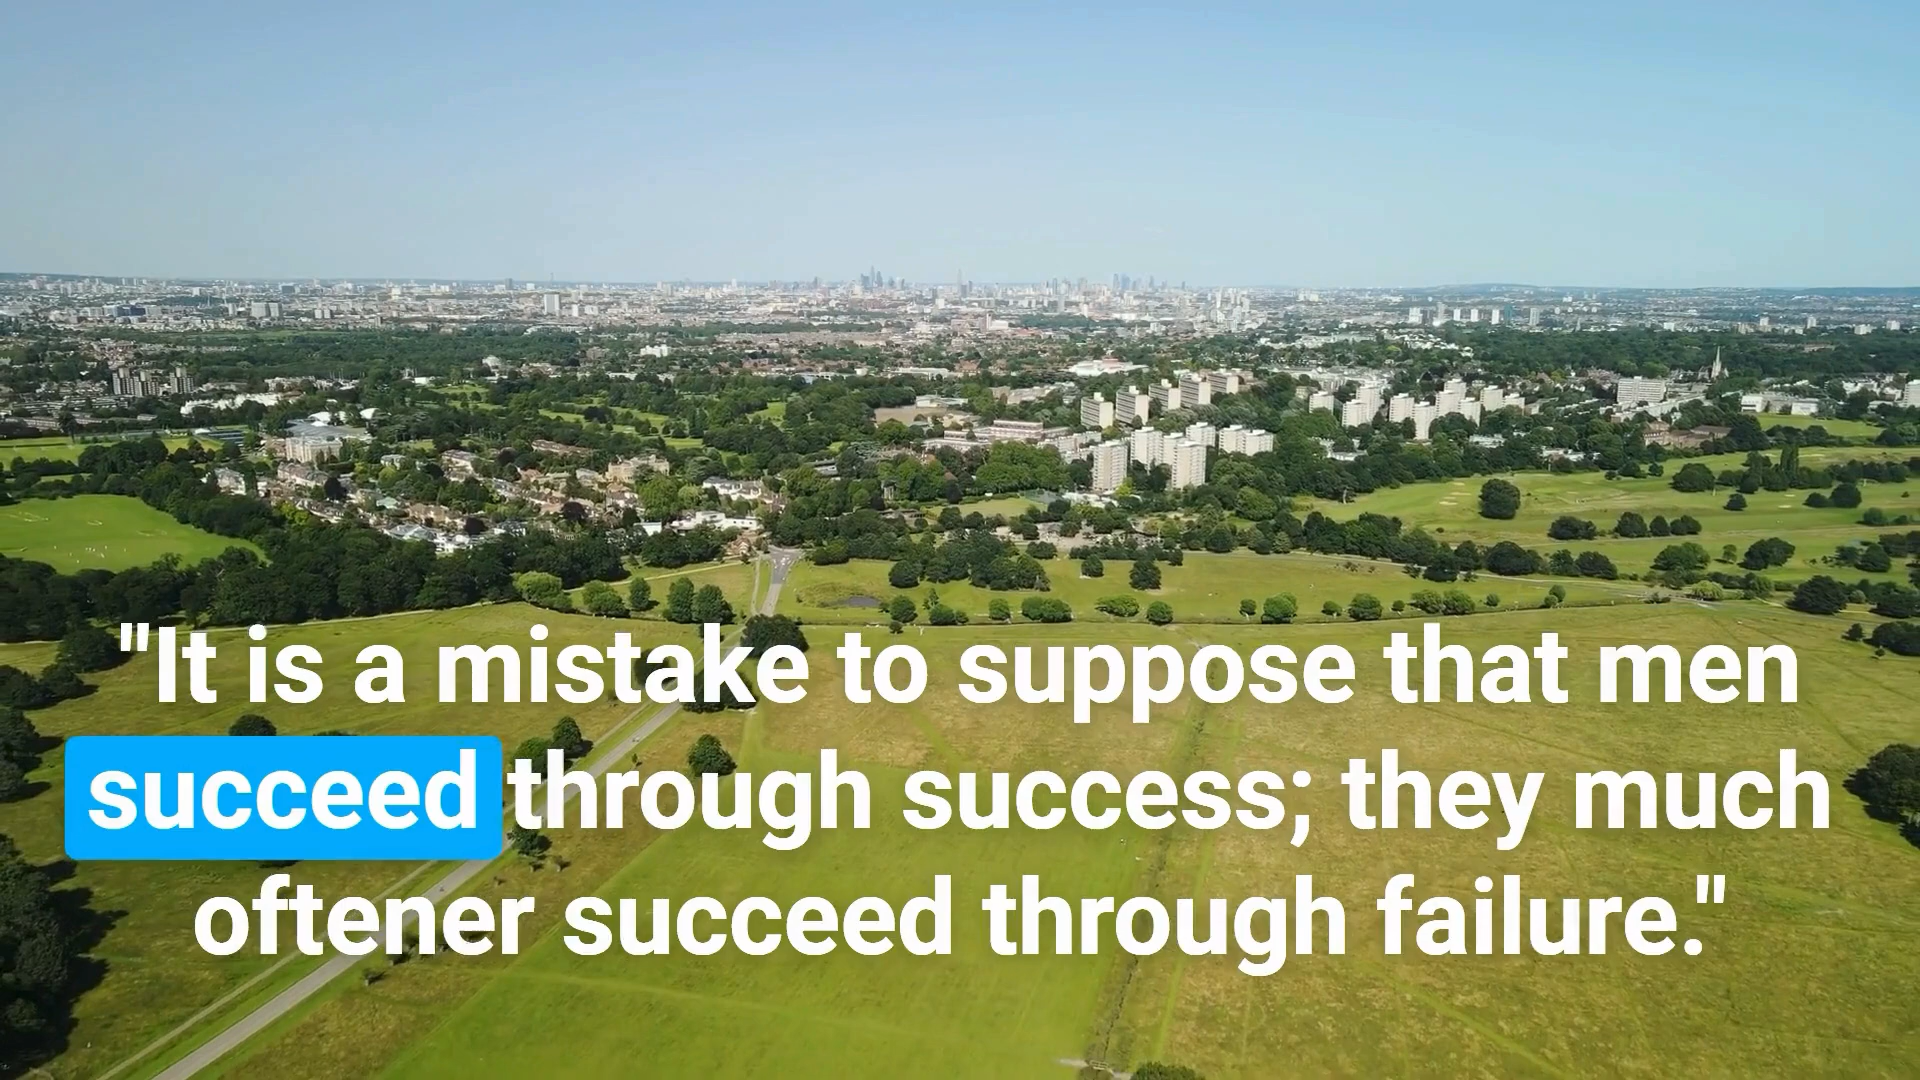 "It is a mistake to suppose that men
succeed through success; they much
oftener succeed through failure."